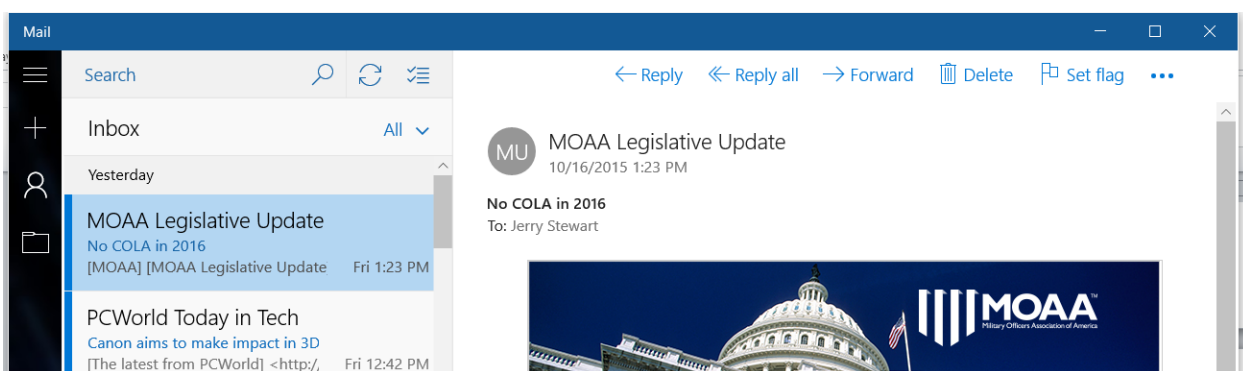 Mail
Search
Reply
Reply all
Forward
Delete
Set flag
Inbox
All
Yesterday
MOAA Legislative Update
No COLA in 2016
[MOAA] [MOAA Legislative Update
Fri 1:23 PM
PCWorld Today in Tech
Canon aims to make impact in 3D
[The latest from PCWorld] <http:/,
Fri 12:42 PM
MU
MOAA Legislative Update
10/16/2015 1:23 PM
No COLA in 2016
To: Jerry Stewart
MOAA™
Military Officers Association of America